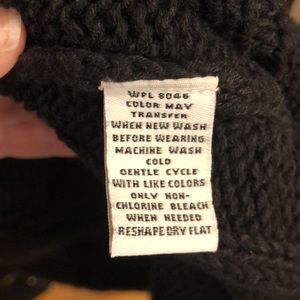 WPL 8046
COLOR MAY
TRANSFER
WHEN NEW WASH
BEFORE WEARING
MACHINE WASH
COLD
GENTLE CYCLE
WITH LIKE COLORS
ONLY NON-
CHLORINE BLEACH
WHEN NEEDED
RESHAPE DRY FLAT